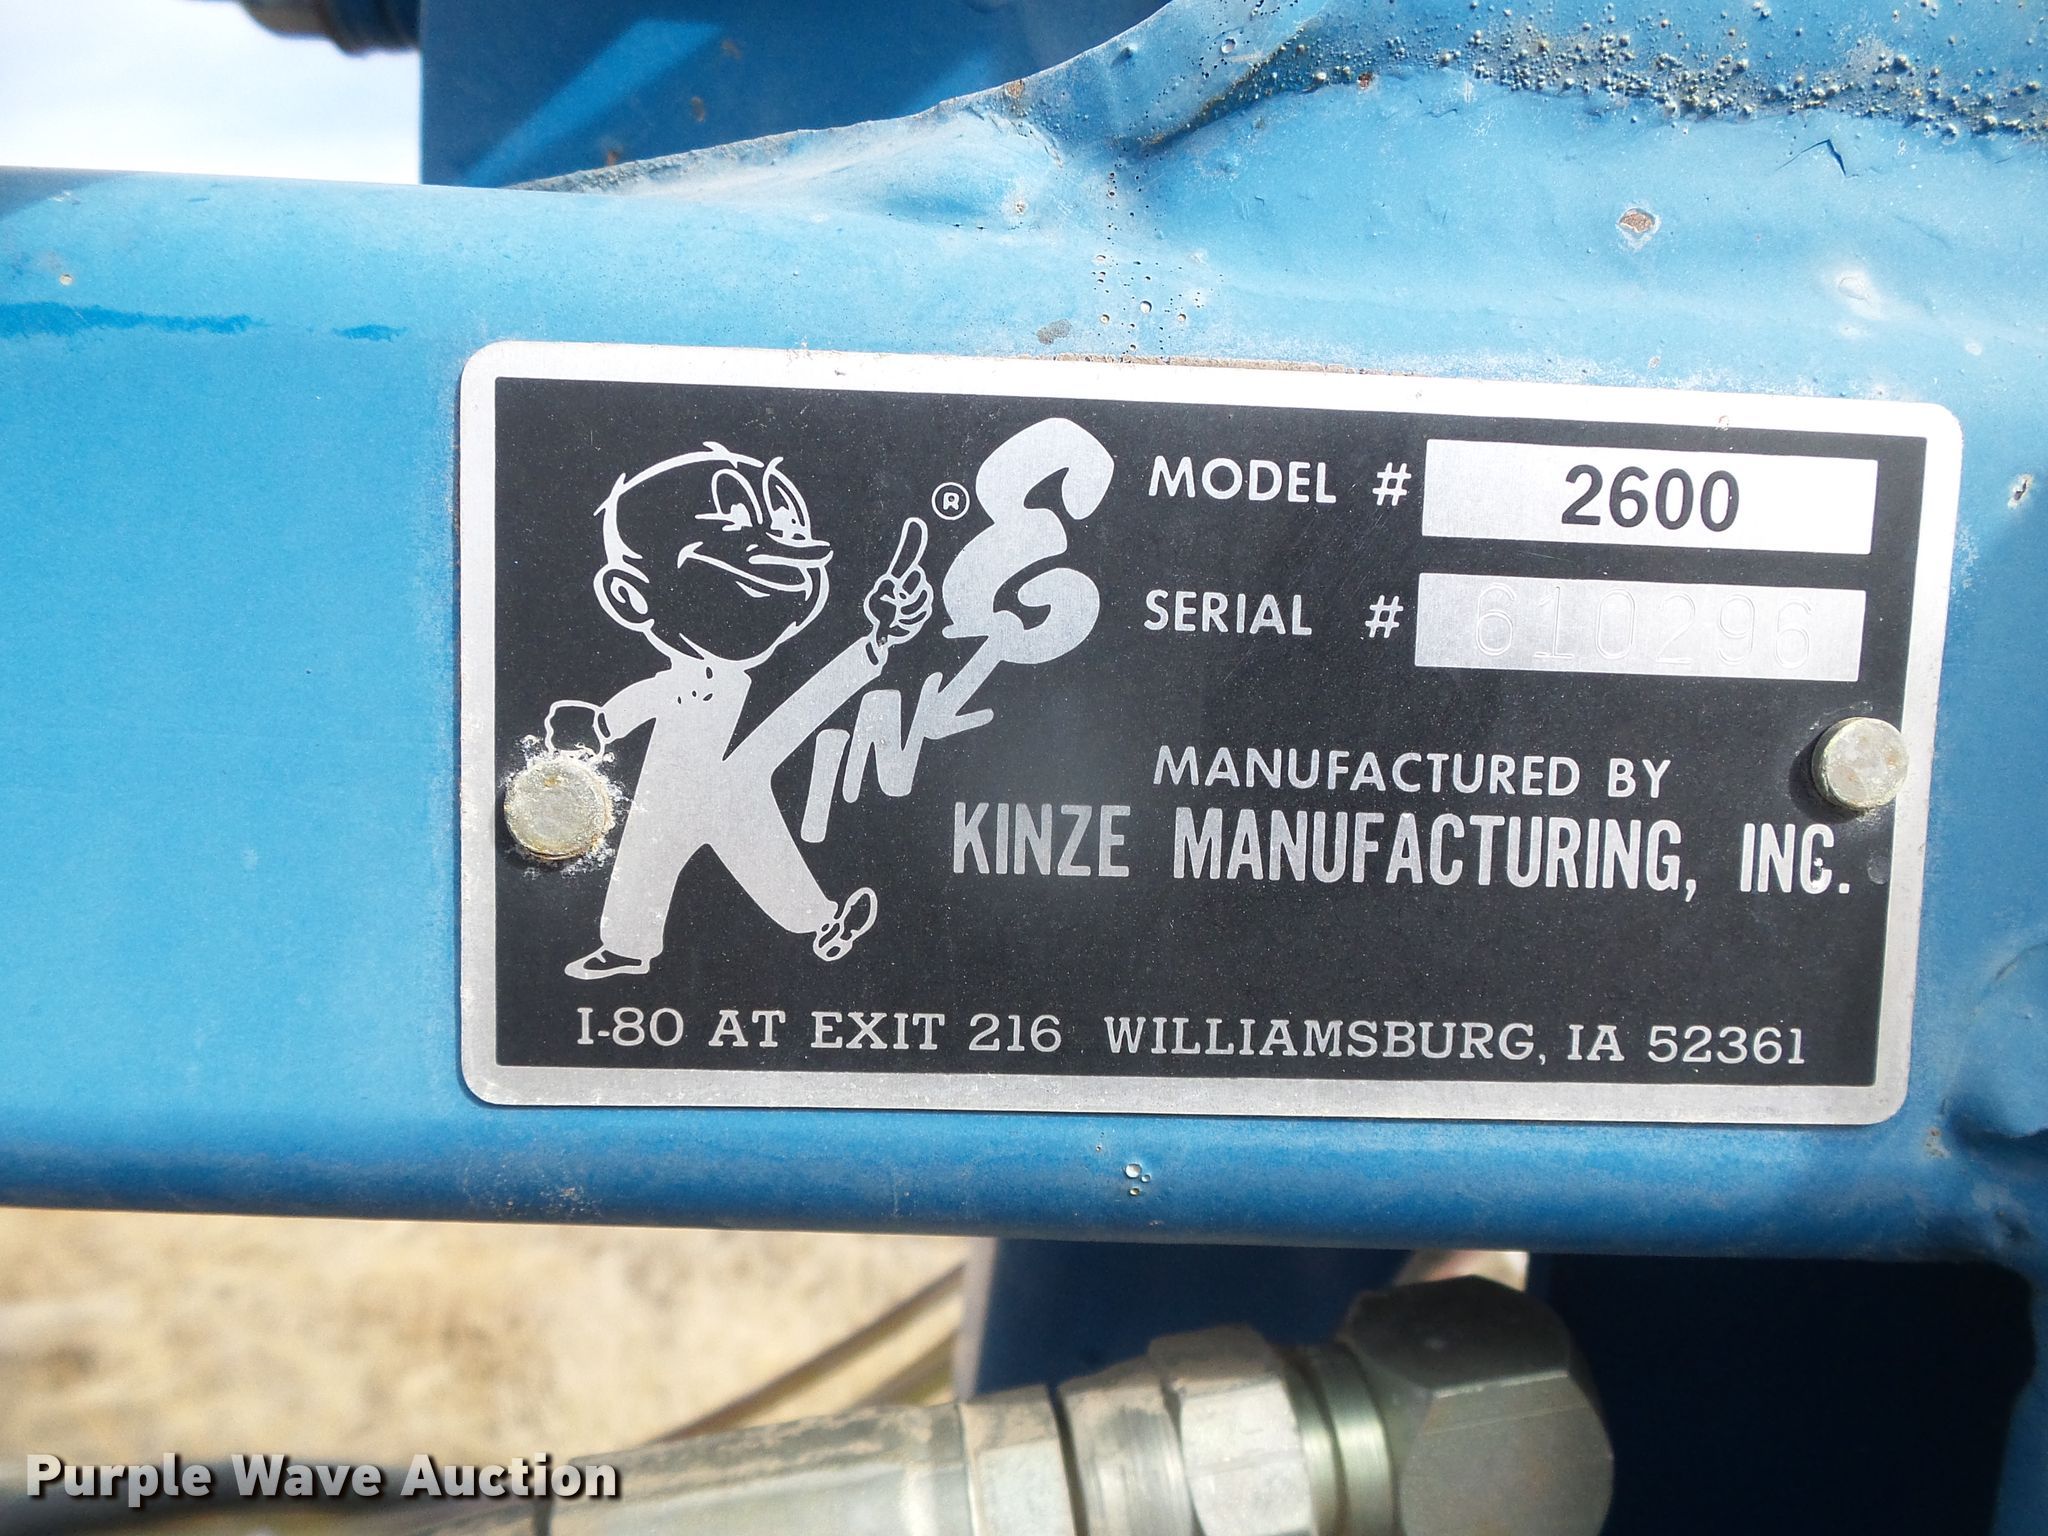 KINZE ®
MODEL # 2600
SERIAL # 610296
MANUFACTURED BY
KINZE MANUFACTURING, INC.
I-80 AT EXIT 216 WILLIAMSBURG, IA 52361
Purple Wave Auction